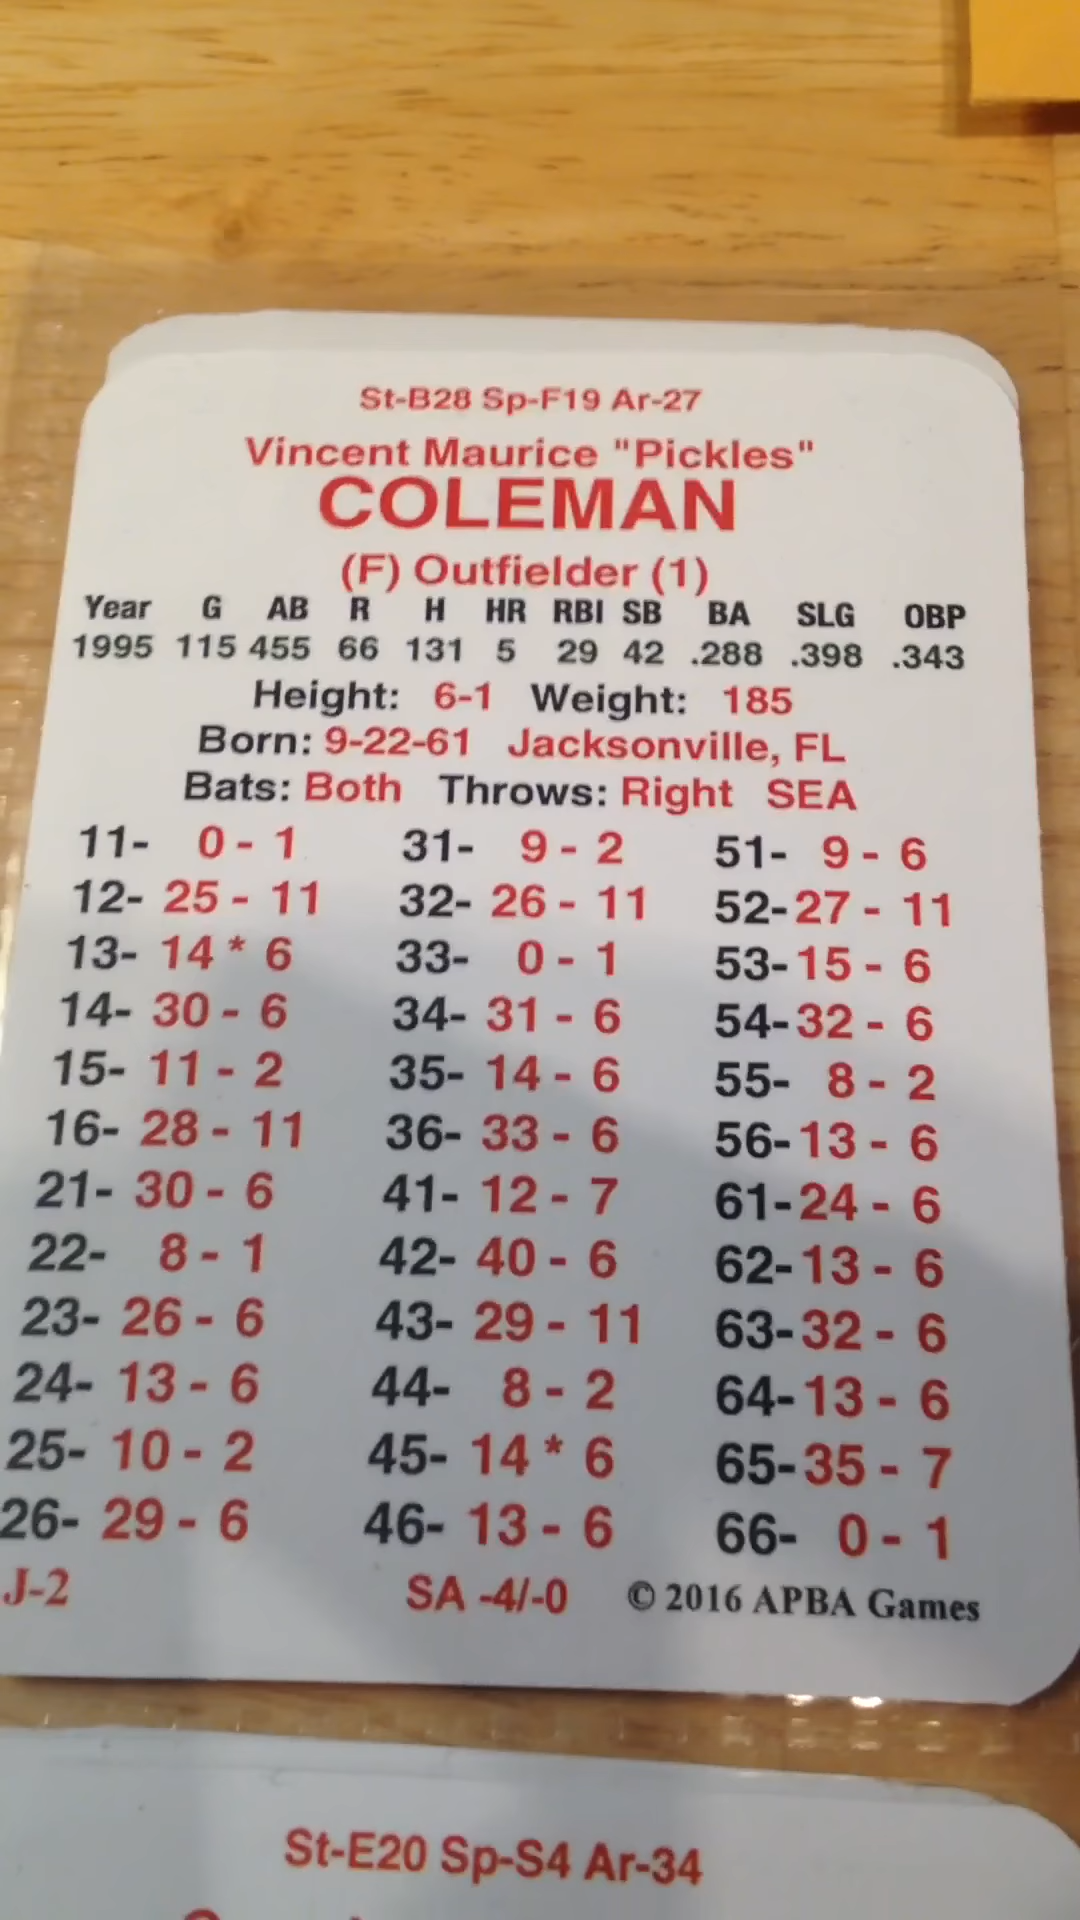 St-B28 Sp-F19 Ar-27
Vincent Maurice "Pickles"
COLEMAN
(F) Outfielder (1)
Year G AB R H HR RBI SB BA SLG OBP
1995 115 455 66 131 5 29 42 .288 .398 .343
Height: 6-1 Weight: 185
Born: 9-22-61 Jacksonville, FL
Bats: Both Throws: Right SEA
11- 0 - 1 31- 9 - 2 51- 9 - 6
12- 25 - 11 32- 26 - 11 52- 27 - 11
13- 14 * 6 33- 0 - 1 53- 15 - 6
14- 30 - 6 34- 31 - 6 54- 32 - 6
15- 11 - 2 35- 14 - 6 55- 8 - 2
16- 28 - 11 36- 33 - 6 56- 13 - 6
21- 30 - 6 41- 12 - 7 61- 24 - 6
22- 8 - 1 42- 40 - 6 62- 13 - 6
23- 26 - 6 43- 29 - 11 63- 32 - 6
24- 13 - 6 44- 8 - 2 64- 13 - 6
25- 10 - 2 45- 14 * 6 65- 35 - 7
26- 29 - 6 46- 13 - 6 66- 0 - 1
J-2 SA -4/-0 © 2016 APBA Games
St-E20 Sp-S4 Ar-34